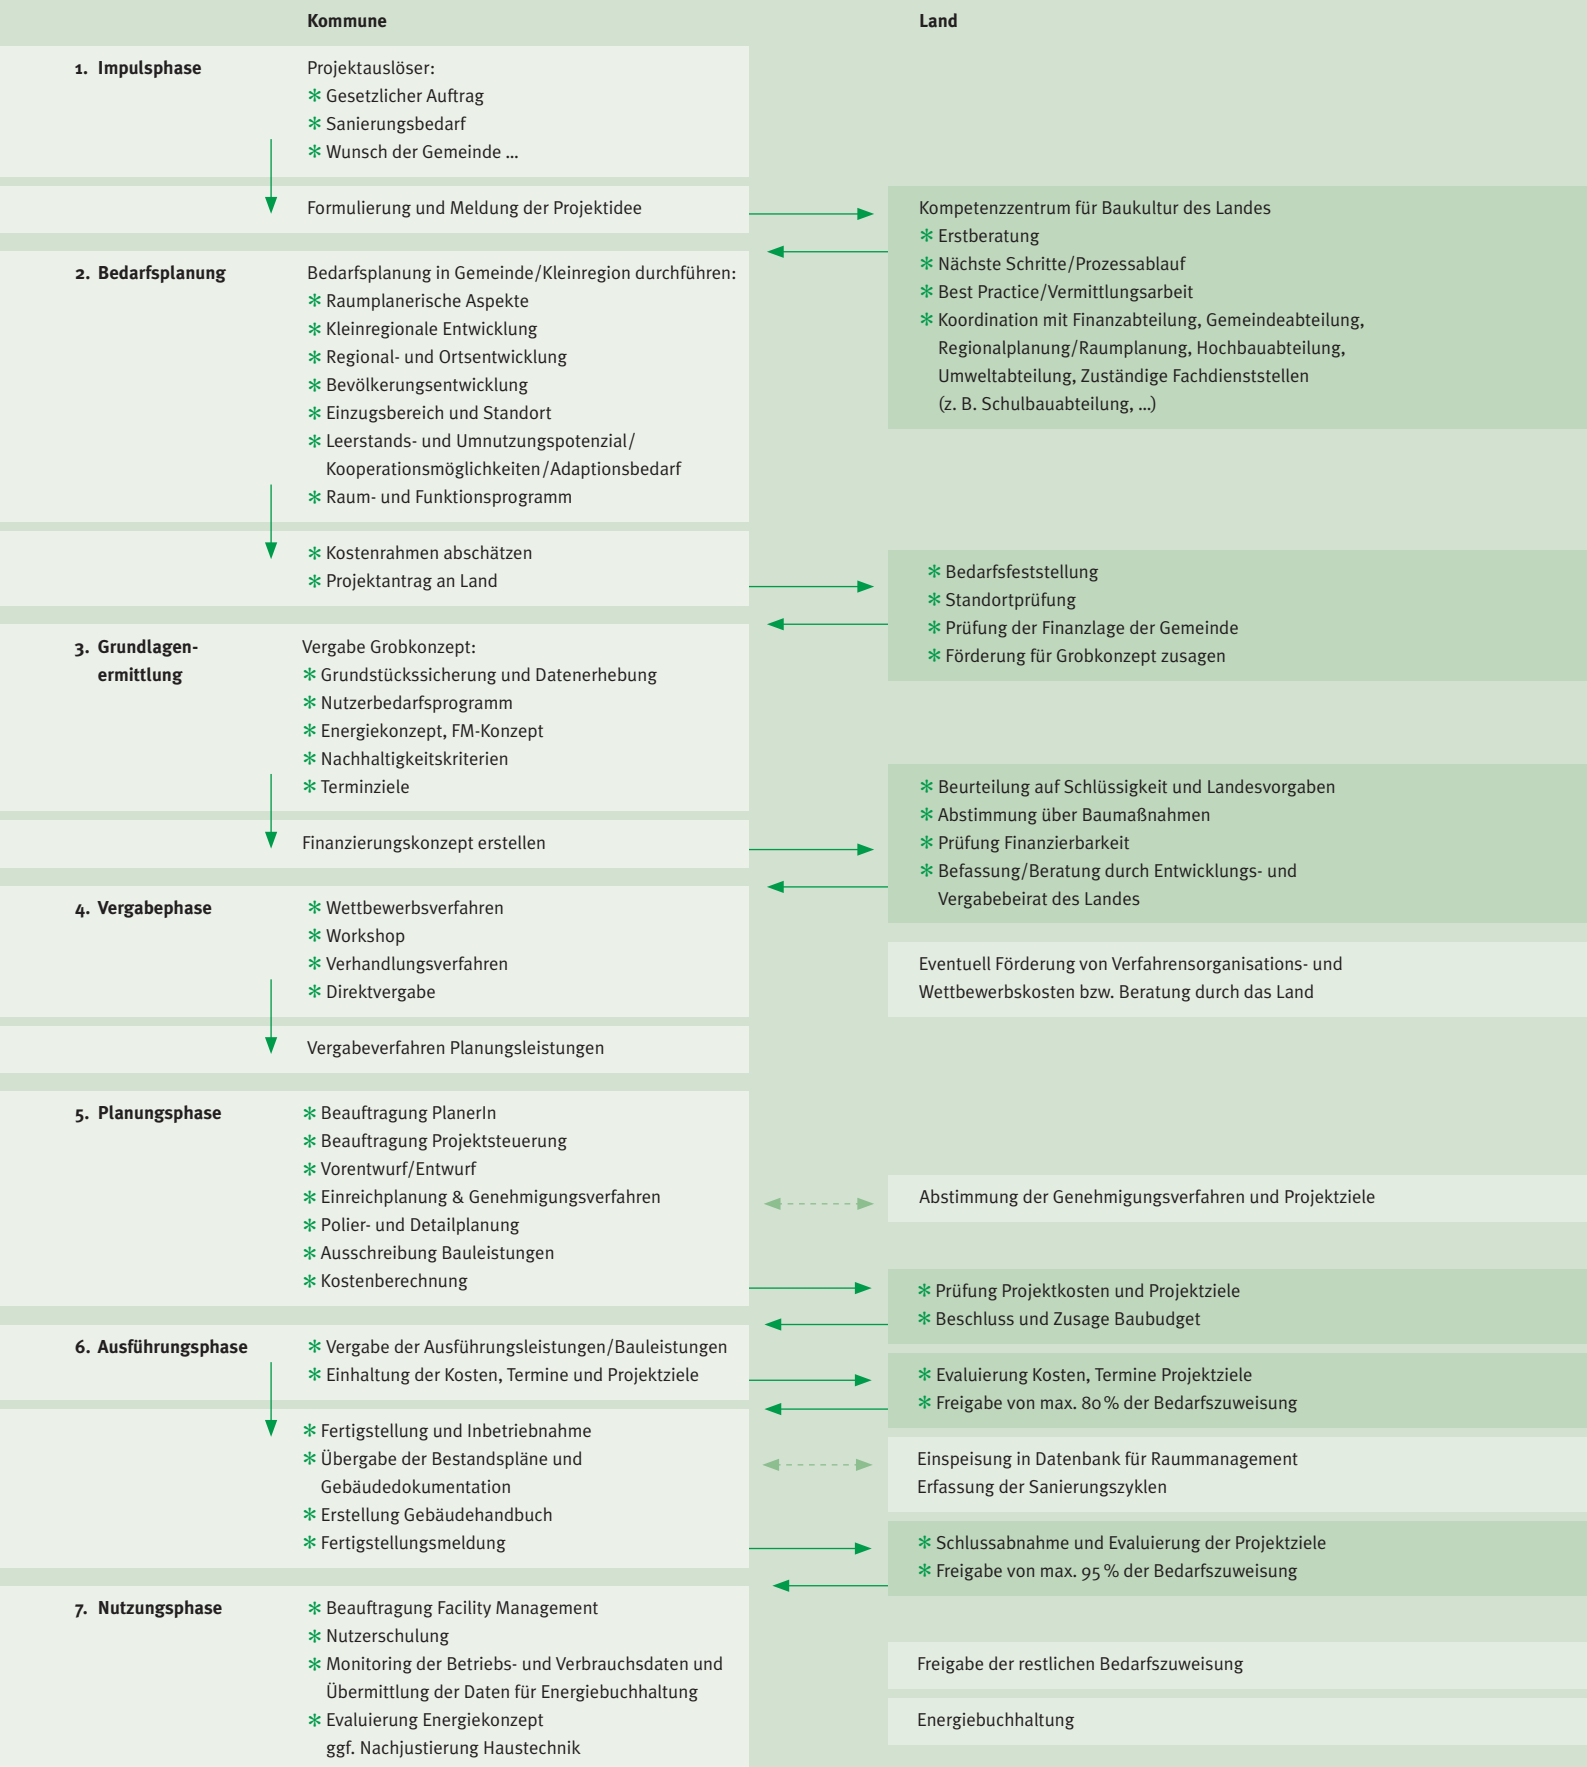 Kommune
Land
1. Impulsphase
Projektauslöser:
* Gesetzlicher Auftrag
* Sanierungsbedarf
* Wunsch der Gemeinde ...
Formulierung und Meldung der Projektidee
Kompetenzzentrum für Baukultur des Landes
* Erstberatung
* Nächste Schritte/Prozessablauf
* Best Practice/Vermittlungsarbeit
* Koordination mit Finanzabteilung, Gemeindeabteilung,
Regionalplanung/Raumplanung, Hochbauabteilung,
Umweltabteilung, Zuständige Fachdienststellen
(z. B. Schulbauabteilung, ...)
2. Bedarfsplanung
Bedarfsplanung in Gemeinde/Kleinregion durchführen:
* Raumplanerische Aspekte
* Kleinregionale Entwicklung
* Regional- und Ortsentwicklung
* Bevölkerungsentwicklung
* Einzugsbereich und Standort
* Leerstands- und Umnutzungspotenzial/
Kooperationsmöglichkeiten/Adaptionsbedarf
* Raum- und Funktionsprogramm
* Kostenrahmen abschätzen
* Projektantrag an Land
* Bedarfsfeststellung
* Standortprüfung
* Prüfung der Finanzlage der Gemeinde
* Förderung für Grobkonzept zusagen
3. Grundlagen-
ermittlung
Vergabe Grobkonzept:
* Grundstückssicherung und Datenerhebung
* Nutzerbedarfsprogramm
* Energiekonzept, FM-Konzept
* Nachhaltigkeitskriterien
* Terminziele
Finanzierungskonzept erstellen
* Beurteilung auf Schlüssigkeit und Landesvorgaben
* Abstimmung über Baumaßnahmen
* Prüfung Finanzierbarkeit
* Befassung/Beratung durch Entwicklungs- und
Vergabebeirat des Landes
4. Vergabephase
* Wettbewerbsverfahren
* Workshop
* Verhandlungsverfahren
* Direktvergabe
Eventuell Förderung von Verfahrensorganisations- und
Wettbewerbskosten bzw. Beratung durch das Land
Vergabeverfahren Planungsleistungen
5. Planungsphase
* Beauftragung PlanerIn
* Beauftragung Projektsteuerung
* Vorentwurf/Entwurf
* Einreichplanung & Genehmigungsverfahren
* Polier- und Detailplanung
* Ausschreibung Bauleistungen
* Kostenberechnung
Abstimmung der Genehmigungsverfahren und Projektziele
* Prüfung Projektkosten und Projektziele
* Beschluss und Zusage Baubudget
6. Ausführungsphase
* Vergabe der Ausführungsleistungen/Bauleistungen
* Einhaltung der Kosten, Termine und Projektziele
* Evaluierung Kosten, Termine Projektziele
* Freigabe von max. 80 % der Bedarfszuweisung
* Fertigstellung und Inbetriebnahme
* Übergabe der Bestandspläne und
Gebäudedokumentation
* Erstellung Gebäudehandbuch
* Fertigstellungsmeldung
Einspeisung in Datenbank für Raummanagement
Erfassung der Sanierungszyklen
* Schlussabnahme und Evaluierung der Projektziele
* Freigabe von max. 95 % der Bedarfszuweisung
7. Nutzungsphase
* Beauftragung Facility Management
* Nutzerschulung
* Monitoring der Betriebs- und Verbrauchsdaten und
Übermittlung der Daten für Energiebuchhaltung
* Evaluierung Energiekonzept
ggf. Nachjustierung Haustechnik
Freigabe der restlichen Bedarfszuweisung
Energiebuchhaltung